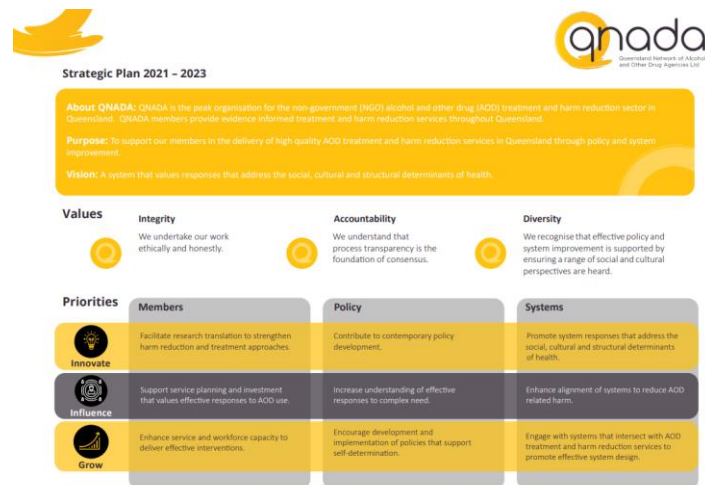 qnada
Queensland Network of Alcohol
and Other Drug Agencies Ltd
Strategic Plan 2021 – 2023
About QNADA: QNADA is the peak organisation for the non-government (NGO) alcohol and other drug (AOD) treatment and harm reduction sector in
Queensland. QNADA members provide evidence informed treatment and harm reduction services throughout Queensland.
Purpose: To support our members in the delivery of high quality AOD treatment and harm reduction services in Queensland through policy and system
improvement.
Vision: A system that values responses that address the social, cultural and structural determinants of health.
Values
Integrity
We undertake our work
ethically and honestly.
Accountability
We understand that
process transparency is the
foundation of consensus.
Diversity
We recognise that effective policy and
system improvement is supported by
ensuring a range of social and cultural
perspectives are heard.
Priorities
Members
Policy
Systems
Innovate
Facilitate research translation to strengthen
harm reduction and treatment approaches.
Contribute to contemporary policy
development.
Promote system responses that address the
social, cultural and structural determinants
of health.
Influence
Support service planning and investment
that values effective responses to AOD use.
Increase understanding of effective
responses to complex need.
Enhance alignment of systems to reduce AOD
related harm.
Grow
Enhance service and workforce capacity to
deliver effective interventions.
Encourage development and
implementation of policies that support
self-determination.
Engage with systems that intersect with AOD
treatment and harm reduction services to
promote effective system design.